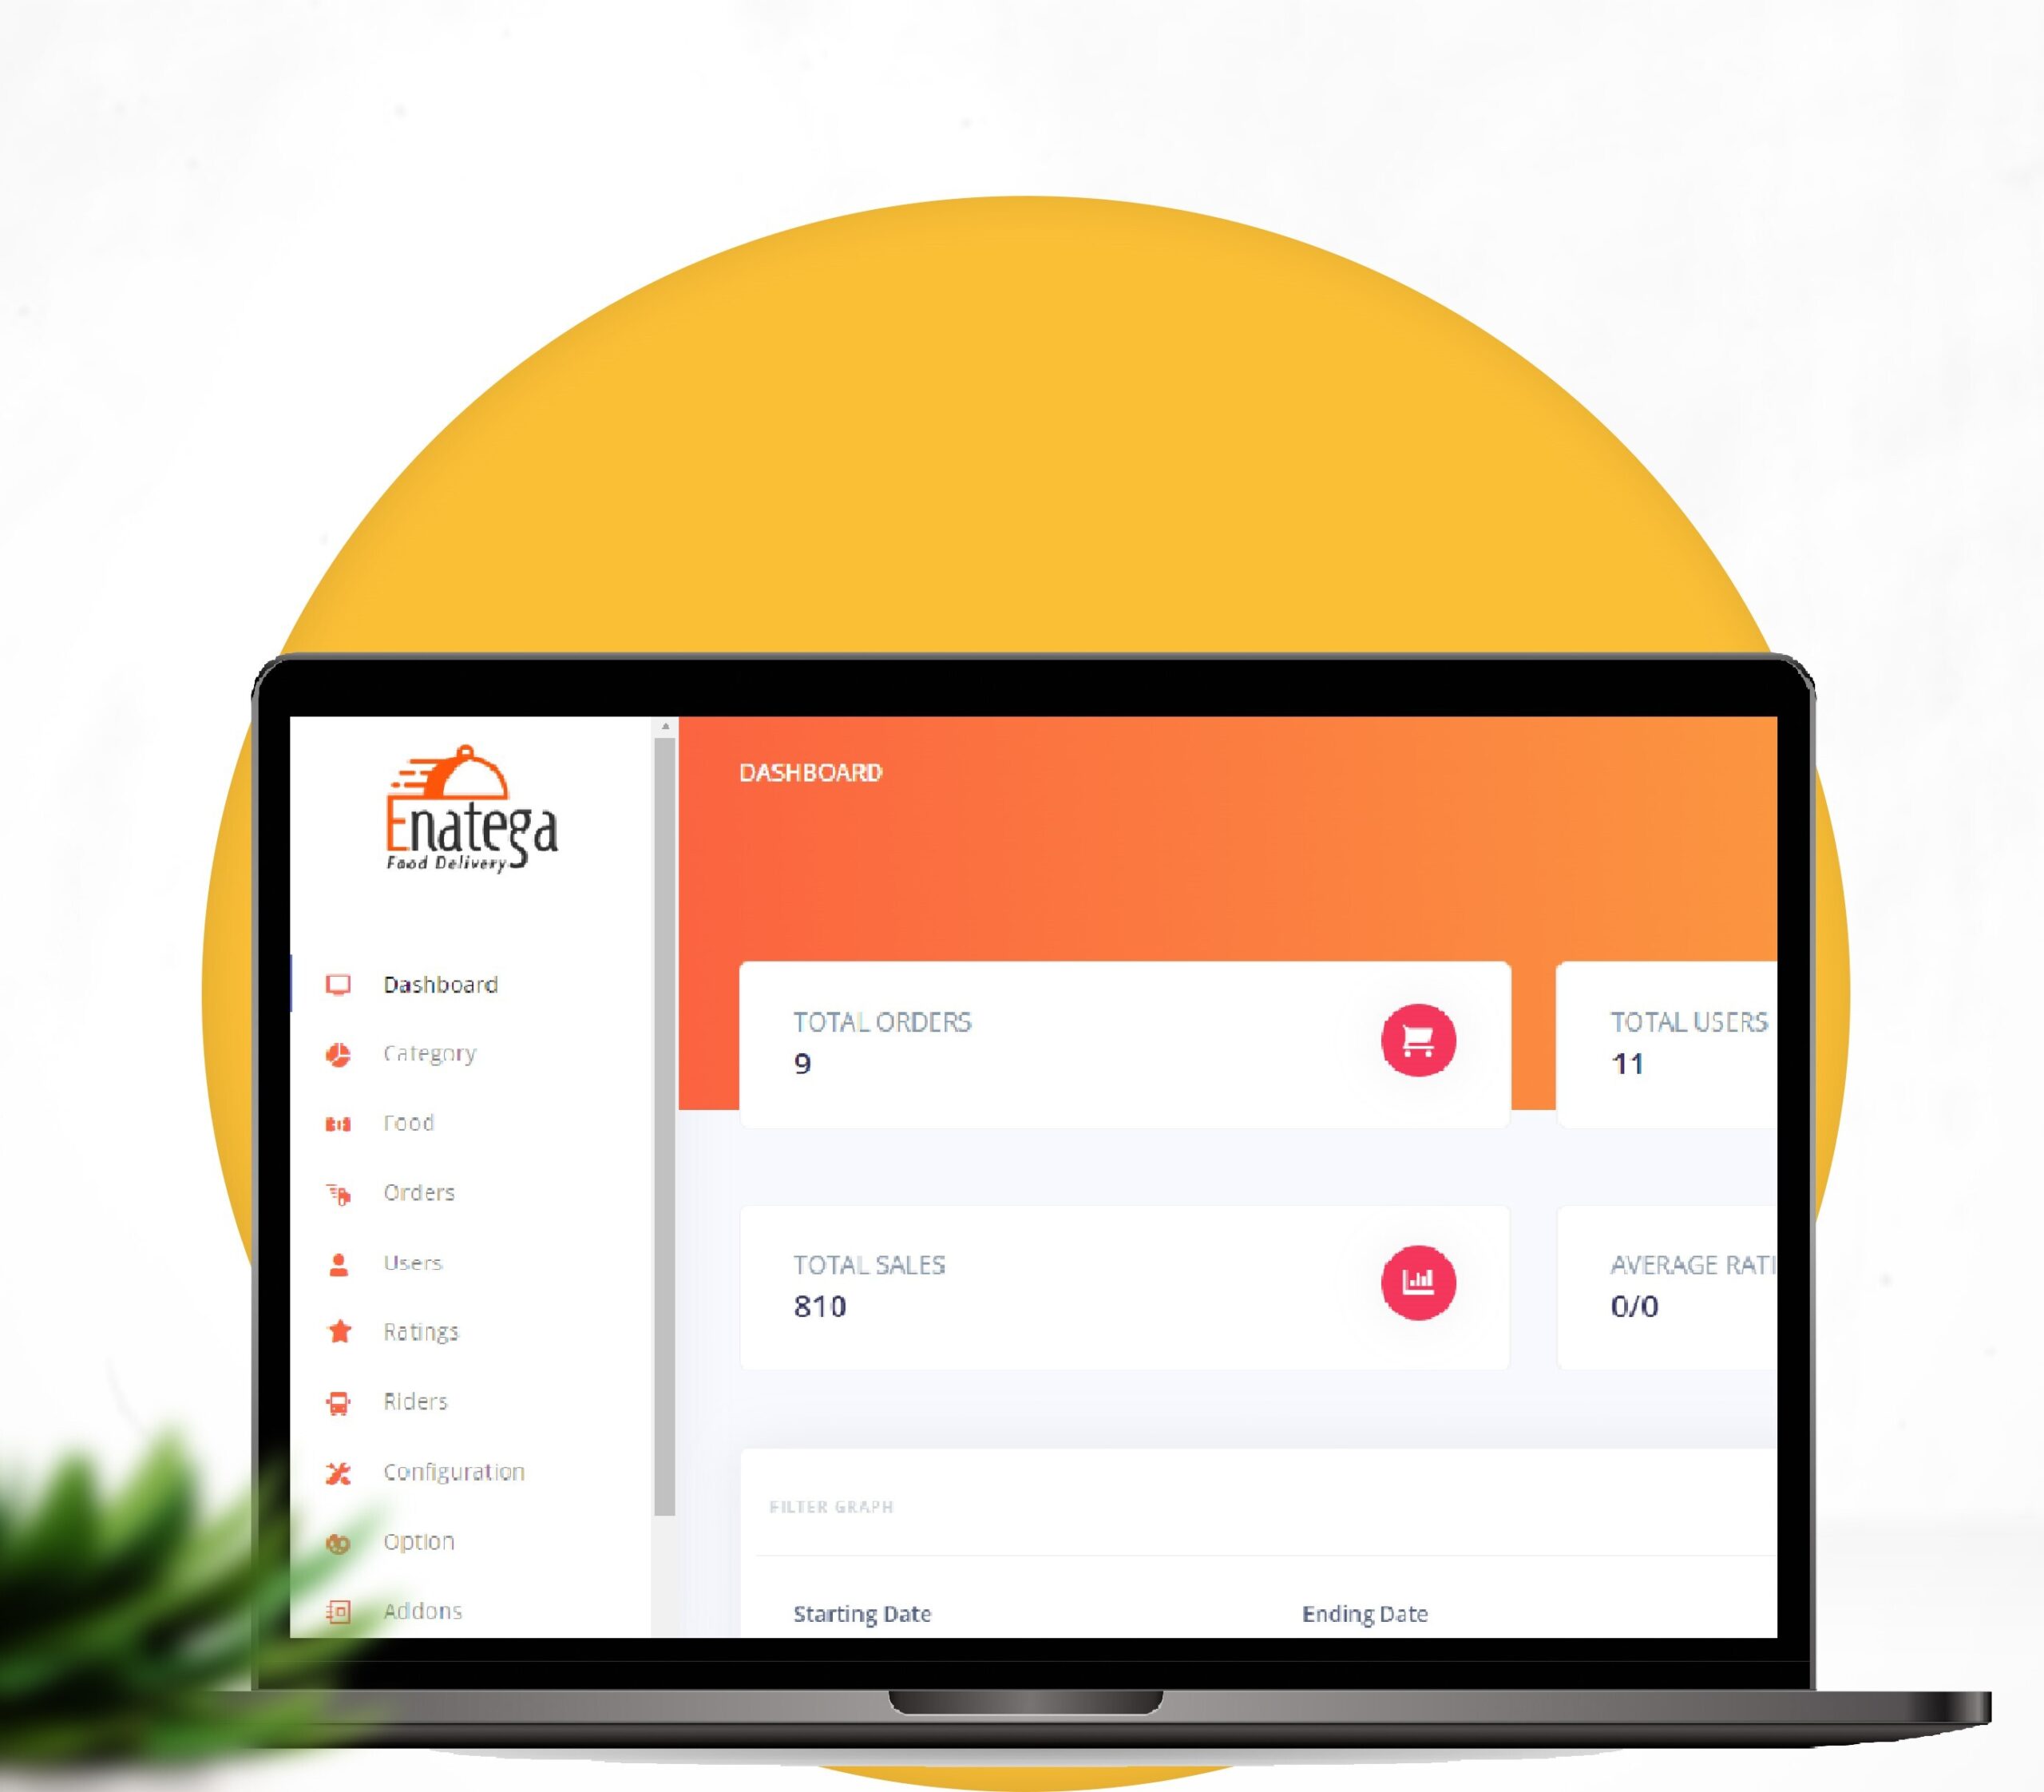 Enatega
Food Delivery
Dashboard
Category
Food
Orders
Users
Ratings
Riders
Configuration
Option
Addons
DASHBOARD
TOTAL ORDERS
9
TOTAL USERS
11
TOTAL SALES
810
AVERAGE RATI
0/0
FILTER GRAPH
Starting Date
Ending Date